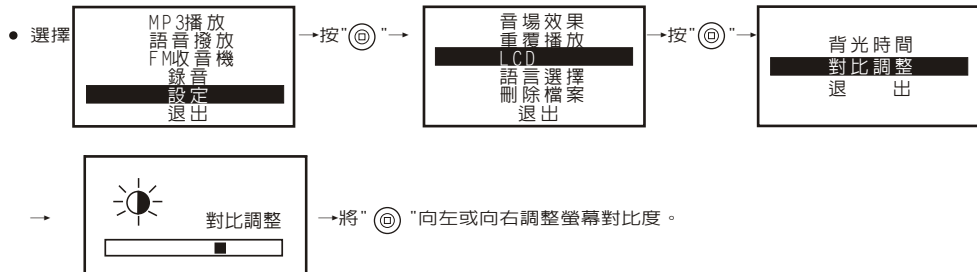 ● 選擇
MP3播放
語音撥放
FM收音機
錄音
設定
退出
→按"◎"→
音場效果
重覆播放
LCD
語言選擇
刪除檔案
退出
→按"◎"→
背光時間
對比調整
退 出
→
對比調整
→將"◎"向左或向右調整螢幕對比度。